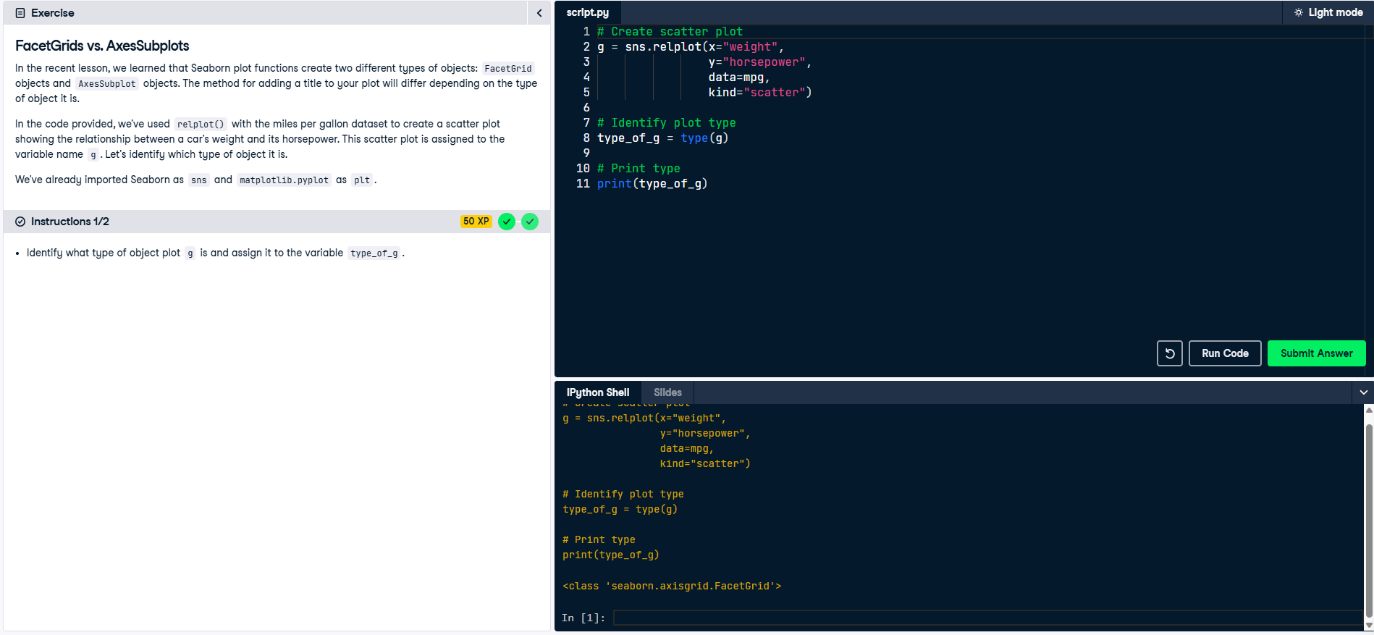 Exercise
FacetGrids vs. AxesSubplots
In the recent lesson, we learned that Seaborn plot functions create two different types of objects: FacetGrid
objects and AxesSubplot objects. The method for adding a title to your plot will differ depending on the type
of object it is.
In the code provided, we've used relplot() with the miles per gallon dataset to create a scatter plot
showing the relationship between a car's weight and its horsepower. This scatter plot is assigned to the
variable name g. Let's identify which type of object it is.
We've already imported Seaborn as sns and matplotlib.pyplot as plt.
Instructions 1/2
50 XP
• Identify what type of object plot g is and assign it to the variable type_of_g.
script.py
Light mode
1 # Create scatter plot
2 g = sns.relplot(x="weight",
3 y="horsepower",
4 data=mpg,
5 kind="scatter")
6
7 # Identify plot type
8 type_of_g = type(g)
9
10 # Print type
11 print(type_of_g)
Run Code
Submit Answer
IPython Shell
Slides
# Create scatter plot
g = sns.relplot(x="weight",
y="horsepower",
data=mpg,
kind="scatter")
# Identify plot type
type_of_g = type(g)
# Print type
print(type_of_g)
<class 'seaborn.axisgrid.FacetGrid'>
In [1]: